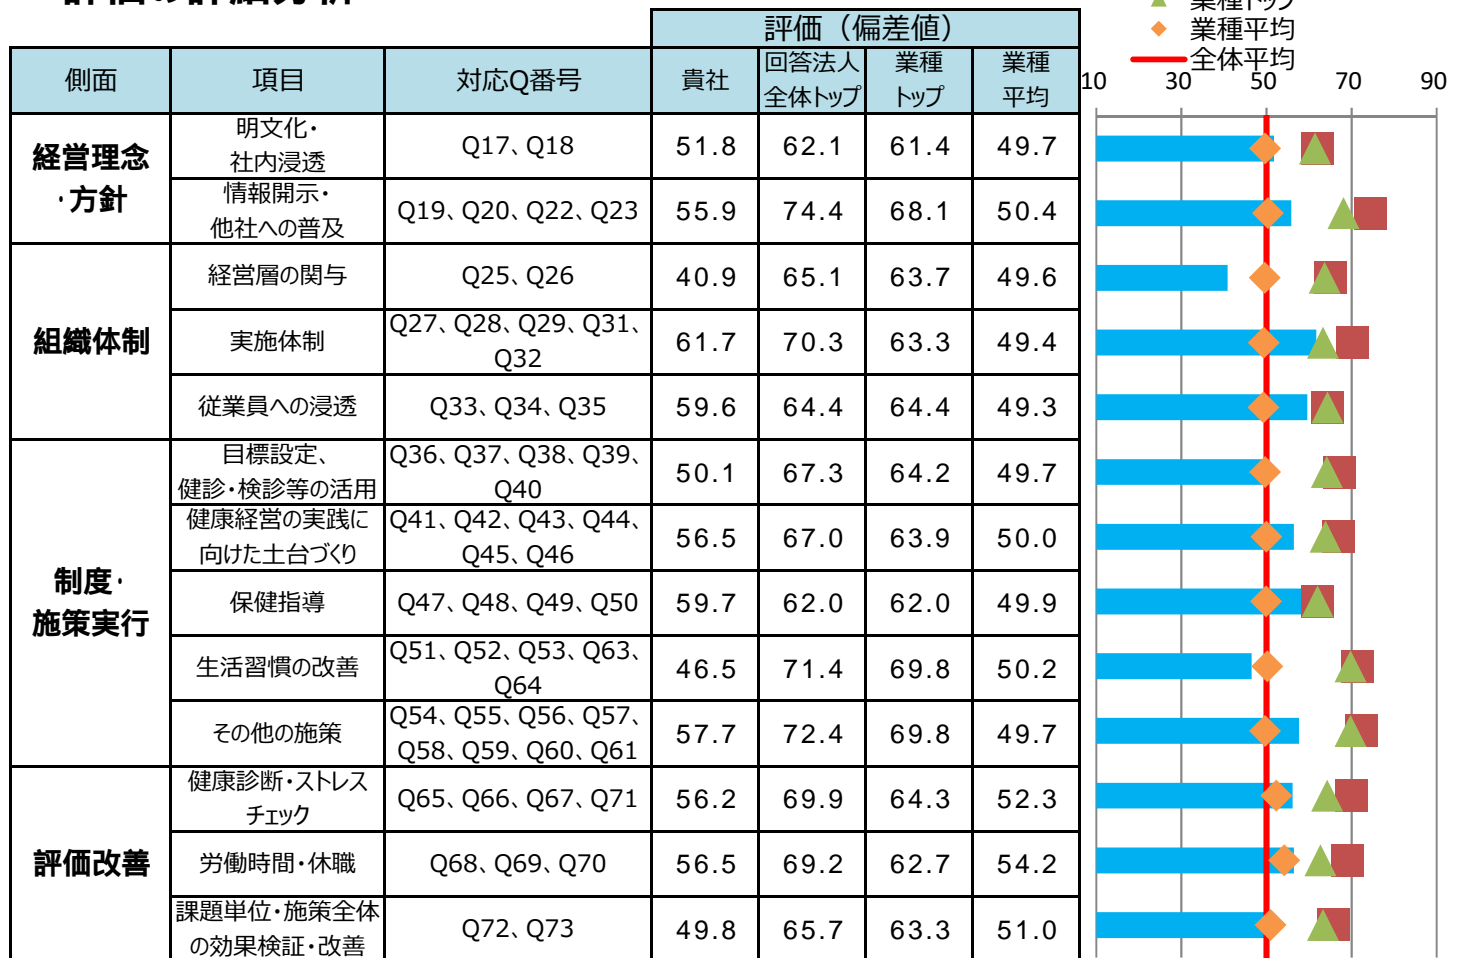 評価の詳細分析
業種トップ
業種平均
全体平均
評価（偏差値）
側面 項目 対応Q番号 貴社 回答法人 業種 業種
全体トップ トップ 平均
10 30 50 70 90
経営理念
・方針
明文化・
社内浸透
Q17、Q18 51.8 62.1 61.4 49.7
情報開示・
他社への普及
Q19、Q20、Q22、Q23 55.9 74.4 68.1 50.4
組織体制
経営層の関与 Q25、Q26 40.9 65.1 63.7 49.6
実施体制
Q27、Q28、Q29、Q31、
Q32
61.7 70.3 63.3 49.4
従業員への浸透 Q33、Q34、Q35 59.6 64.4 64.4 49.3
制度・
施策実行
目標設定、
健診・検診等の活用
Q36、Q37、Q38、Q39、
Q40
50.1 67.3 64.2 49.7
健康経営の実践に
向けた土台づくり
Q41、Q42、Q43、Q44、
Q45、Q46
56.5 67.0 63.9 50.0
保健指導 Q47、Q48、Q49、Q50 59.7 62.0 62.0 49.9
生活習慣の改善
Q51、Q52、Q53、Q63、
Q64
46.5 71.4 69.8 50.2
その他の施策
Q54、Q55、Q56、Q57、
Q58、Q59、Q60、Q61
57.7 72.4 69.8 49.7
評価改善
健康診断・ストレス
チェック
Q65、Q66、Q67、Q71 56.2 69.9 64.3 52.3
労働時間・休職 Q68、Q69、Q70 56.5 69.2 62.7 54.2
課題単位・施策全体
の効果検証・改善
Q72、Q73 49.8 65.7 63.3 51.0